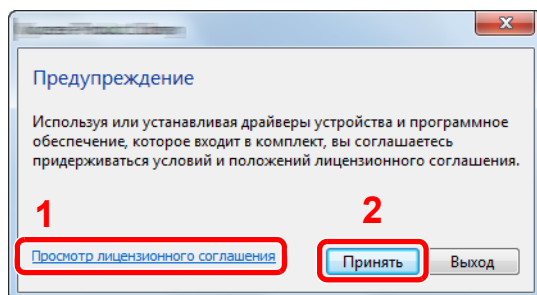 Предупреждение
Используя или устанавливая драйверы устройства и программное
обеспечение, которое входит в комплект, вы соглашаетесь
придерживаться условий и положений лицензионного соглашения.
1
2
Просмотр лицензионного соглашения
Принять
Выход